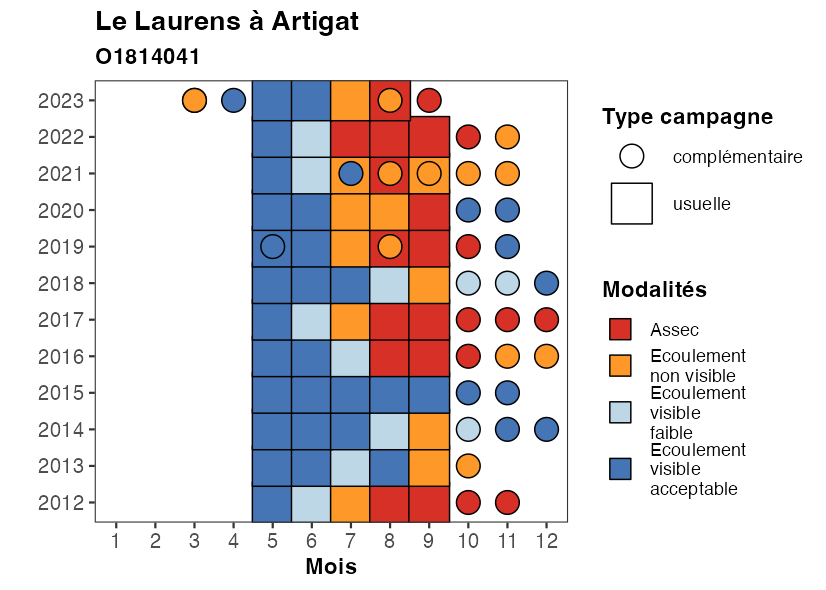 Le Laurens à Artigat
O1814041
2023
2022
2021
2020
2019
2018
2017
2016
2015
2014
2013
2012
1 2 3 4 5 6 7 8 9 10 11 12
Mois
Type campagne
complémentaire
usuelle
Modalités
Assec
Ecoulement
non visible
Ecoulement
visible
faible
Ecoulement
visible
acceptable